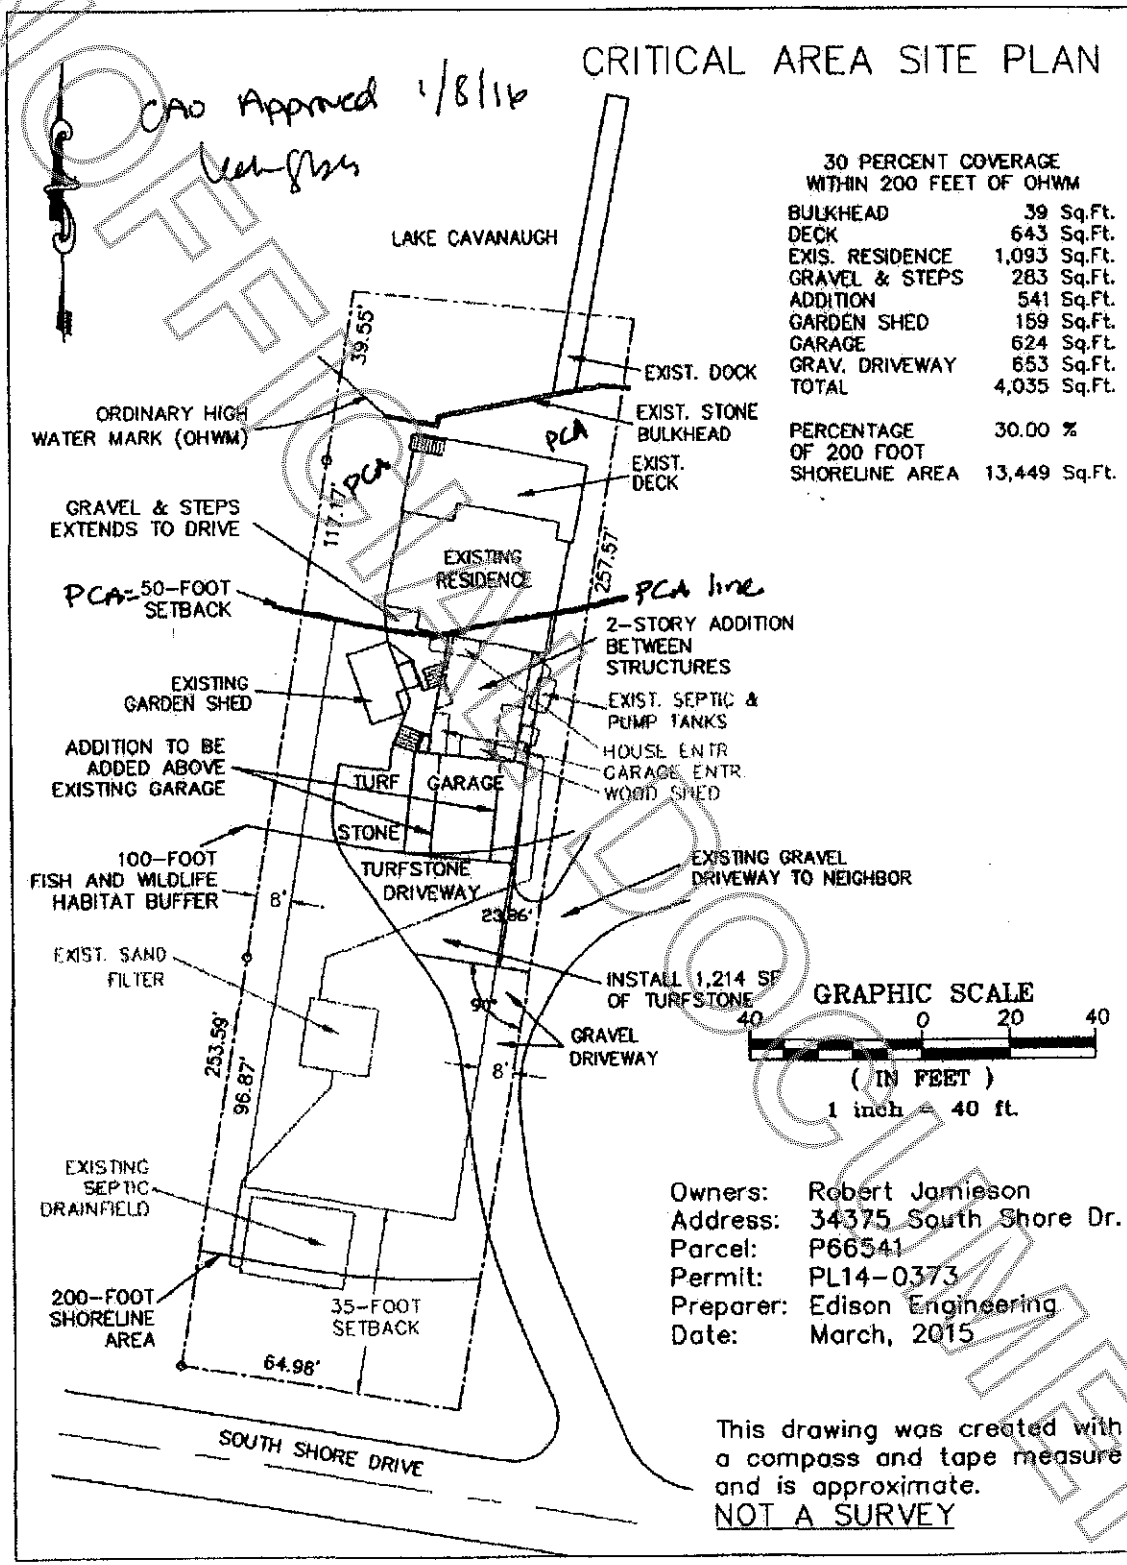 CRITICAL AREA SITE PLAN
CAO Approved 1/8/16
30 PERCENT COVERAGE
WITHIN 200 FEET OF OHWM
BULKHEAD 39 Sq.Ft.
DECK 643 Sq.Ft.
EXIS. RESIDENCE 1,093 Sq.Ft.
GRAVEL & STEPS 283 Sq.Ft.
ADDITION 541 Sq.Ft.
GARDEN SHED 159 Sq.Ft.
GARAGE 624 Sq.Ft.
GRAV. DRIVEWAY 653 Sq.Ft.
TOTAL 4,035 Sq.Ft.
PERCENTAGE 30.00 %
OF 200 FOOT
SHORELINE AREA 13,449 Sq.Ft.
LAKE CAVANAUGH
39.55'
EXIST. DOCK
ORDINARY HIGH
WATER MARK (OHWM)
EXIST. STONE
BULKHEAD
PCA
EXIST.
DECK
PCA
117.17'
GRAVEL & STEPS
EXTENDS TO DRIVE
EXISTING
RESIDENCE
257.57'
PCA= 50-FOOT
SETBACK
PCA line
2-STORY ADDITION
BETWEEN
STRUCTURES
EXISTING
GARDEN SHED
EXIST. SEPTIC &
PUMP TANKS
HOUSE ENTR
GARAGE ENTR.
WOOD SHED
ADDITION TO BE
ADDED ABOVE
EXISTING GARAGE
TURF
STONE
GARAGE
TURFSTONE
DRIVEWAY
100-FOOT
FISH AND WILDLIFE
HABITAT BUFFER
8'
EXISTING GRAVEL
DRIVEWAY TO NEIGHBOR
23.86'
EXIST. SAND
FILTER
INSTALL 1,214 SF
OF TURFSTONE
90°
GRAVEL
DRIVEWAY
8'
GRAPHIC SCALE
40 0 20 40
( IN FEET )
1 inch = 40 ft.
253.59'
96.87'
EXISTING
SEPTIC
DRAINFIELD
200-FOOT
SHORELINE
AREA
35-FOOT
SETBACK
64.98'
SOUTH SHORE DRIVE
Owners: Robert Jamieson
Address: 34375 South Shore Dr.
Parcel: P66541
Permit: PL14-0373
Preparer: Edison Engineering
Date: March, 2015
This drawing was created with
a compass and tape measure
and is approximate.
NOT A SURVEY
UNOFFICIAL DOCUMENT